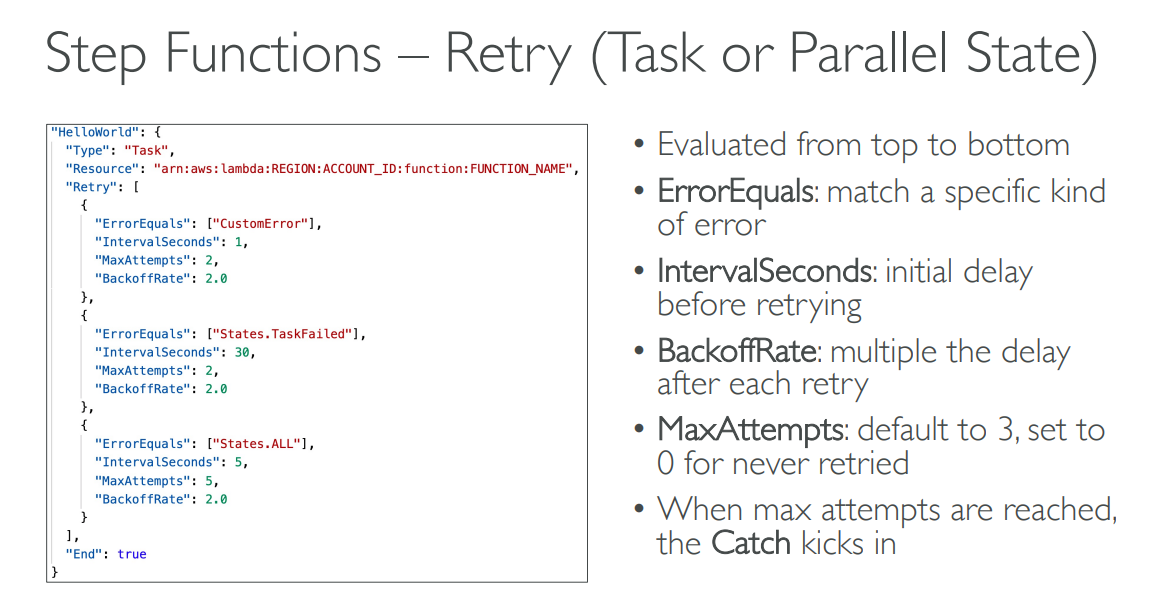 Step Functions – Retry (Task or Parallel State)
"HelloWorld": {
  "Type": "Task",
  "Resource": "arn:aws:lambda:REGION:ACCOUNT_ID:function:FUNCTION_NAME",
  "Retry": [
    {
      "ErrorEquals": ["CustomError"],
      "IntervalSeconds": 1,
      "MaxAttempts": 2,
      "BackoffRate": 2.0
    },
    {
      "ErrorEquals": ["States.TaskFailed"],
      "IntervalSeconds": 30,
      "MaxAttempts": 2,
      "BackoffRate": 2.0
    },
    {
      "ErrorEquals": ["States.ALL"],
      "IntervalSeconds": 5,
      "MaxAttempts": 5,
      "BackoffRate": 2.0
    }
  ],
  "End": true
}
• Evaluated from top to bottom
• ErrorEquals: match a specific kind
of error
• IntervalSeconds: initial delay
before retrying
• BackoffRate: multiple the delay
after each retry
• MaxAttempts: default to 3, set to
0 for never retried
• When max attempts are reached,
the Catch kicks in